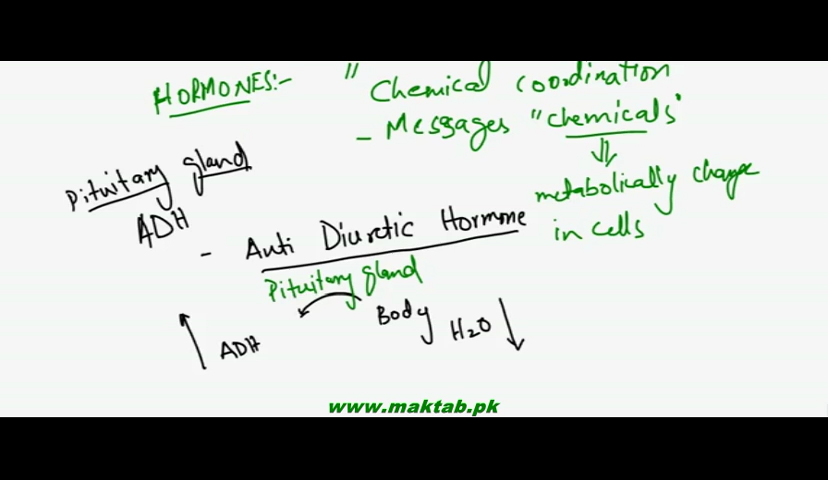 HORMONES:-
" Chemical coordination
- Messages "chemicals"
metabolically change
in cells
Pituitary gland
ADH
- Anti Diuretic Hormone
Pituitary gland
Body H2O
ADH
www.maktab.pk